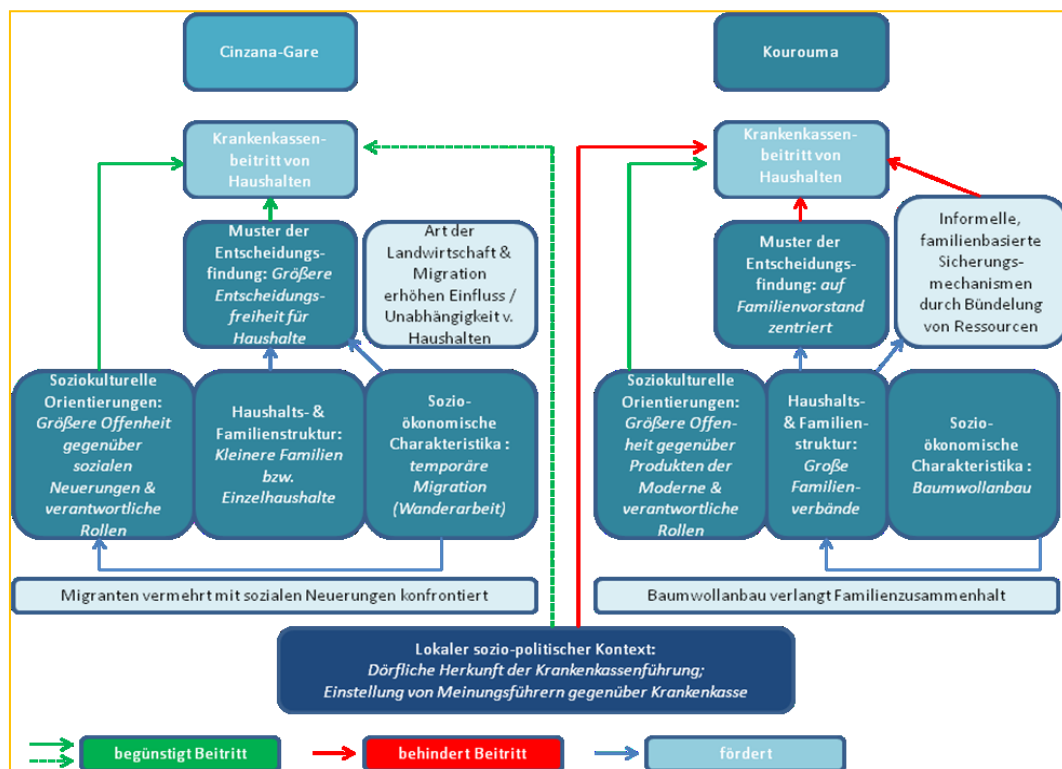 Cinzana-Gare
Kourouma
Krankenkassen-
beitritt von
Haushalten
Krankenkassen-
beitritt von
Haushalten
Muster der
Entscheidungs-
findung: Größere
Entscheidungs-
freiheit für
Haushalte
Art der
Landwirtschaft &
Migration
erhöhen Einfluss /
Unabhängigkeit v.
Haushalten
Muster der
Entscheidungs-
findung: auf
Familienvorstand
zentriert
Informelle,
familienbasierte
Sicherungs-
mechanismen
durch Bündelung
von Ressourcen
Soziokulturelle
Orientierungen:
Größere Offenheit
gegenüber
sozialen
Neuerungen &
verantwortliche
Rollen
Haushalts- &
Familienstruktur:
Kleinere Familien
bzw.
Einzelhaushalte
Sozio-
ökonomische
Charakteristika :
temporäre
Migration
(Wanderarbeit)
Soziokulturelle
Orientierungen:
Größere Offen-
heit gegenüber
Produkten der
Moderne &
verantwortliche
Rollen
Haushalts-
& Familien-
struktur:
Große
Familien-
verbände
Sozio-
ökonomische
Charakteristika :
Baumwollanbau
Migranten vermehrt mit sozialen Neuerungen konfrontiert
Baumwollanbau verlangt Familienzusammenhalt
Lokaler sozio-politischer Kontext:
Dörfliche Herkunft der Krankenkassenführung;
Einstellung von Meinungsführern gegenüber Krankenkasse
begünstigt Beitritt
behindert Beitritt
fördert